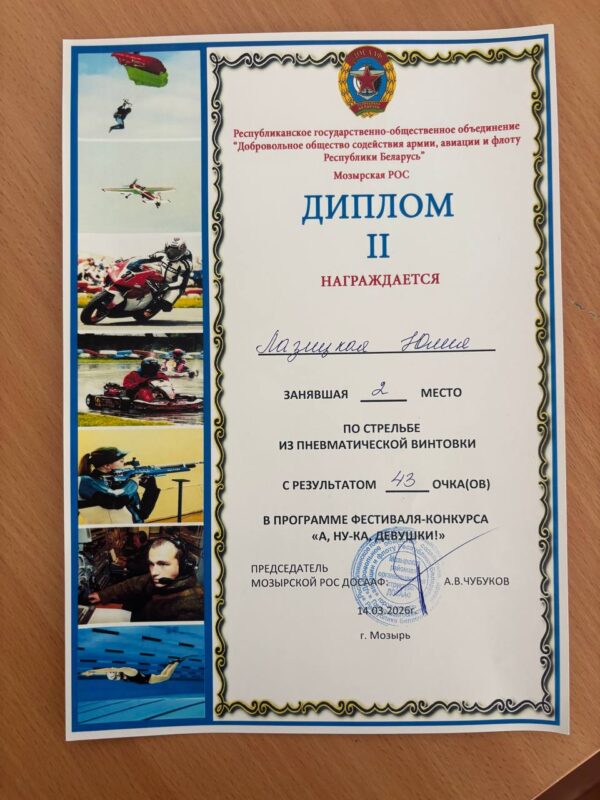 ДОСААФ
Республиканское государственно-общественное объединение
"Добровольное общество содействия армии, авиации и флоту
Республики Беларусь"
Мозырская РОС
ДИПЛОМ
II
НАГРАЖДАЕТСЯ
Лазицкая Юлия
ЗАНЯВШАЯ 2 МЕСТО
ПО СТРЕЛЬБЕ
ИЗ ПНЕВМАТИЧЕСКОЙ ВИНТОВКИ
С РЕЗУЛЬТАТОМ 43 ОЧКА(ОВ)
В ПРОГРАММЕ ФЕСТИВАЛЯ-КОНКУРСА
«А, НУ-КА, ДЕВУШКИ!»
ПРЕДСЕДАТЕЛЬ
МОЗЫРСКОЙ РОС ДОСААФ А.В.ЧУБУКОВ
14.03.2026г.
г. Мозырь